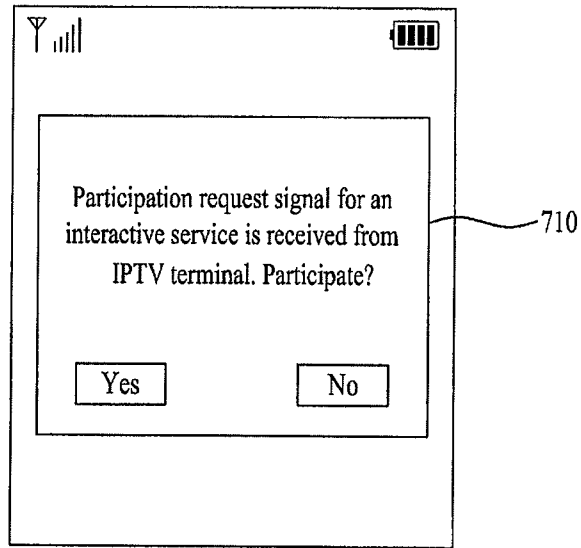 Participation request signal for an
interactive service is received from
IPTV terminal. Participate?
710
Yes
No